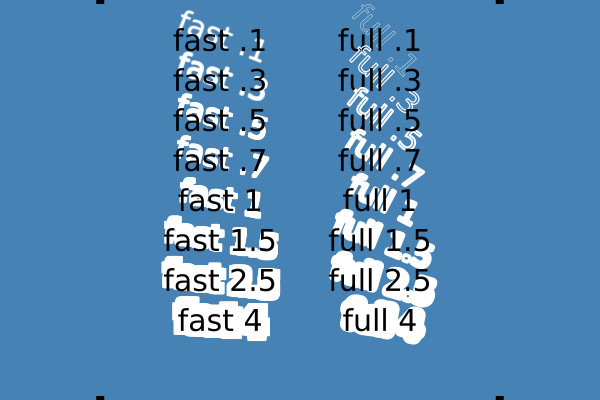 fast .1 full .1
fast .3 full .3
fast .5 full .5
fast .7 full .7
fast 1 full 1
fast 1.5 full 1.5
fast 2.5 full 2.5
fast 4 full 4